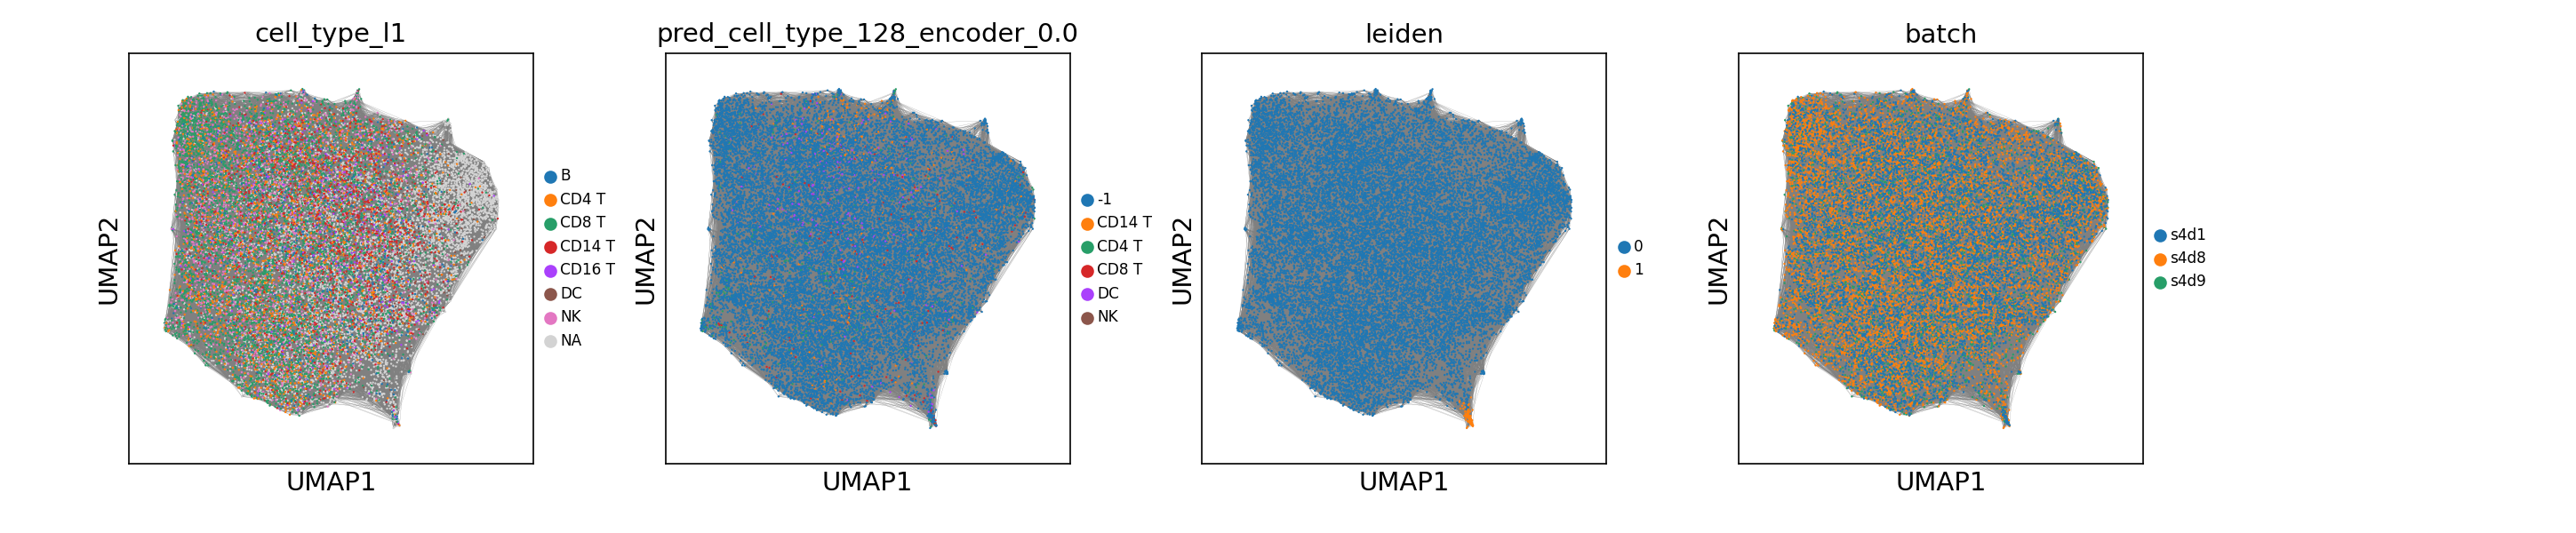 cell_type_l1
UMAP2
UMAP1
B
CD4 T
CD8 T
CD14 T
CD16 T
DC
NK
NA
pred_cell_type_128_encoder_0.0
UMAP2
UMAP1
-1
CD14 T
CD4 T
CD8 T
DC
NK
leiden
UMAP2
UMAP1
0
1
batch
UMAP2
UMAP1
s4d1
s4d8
s4d9